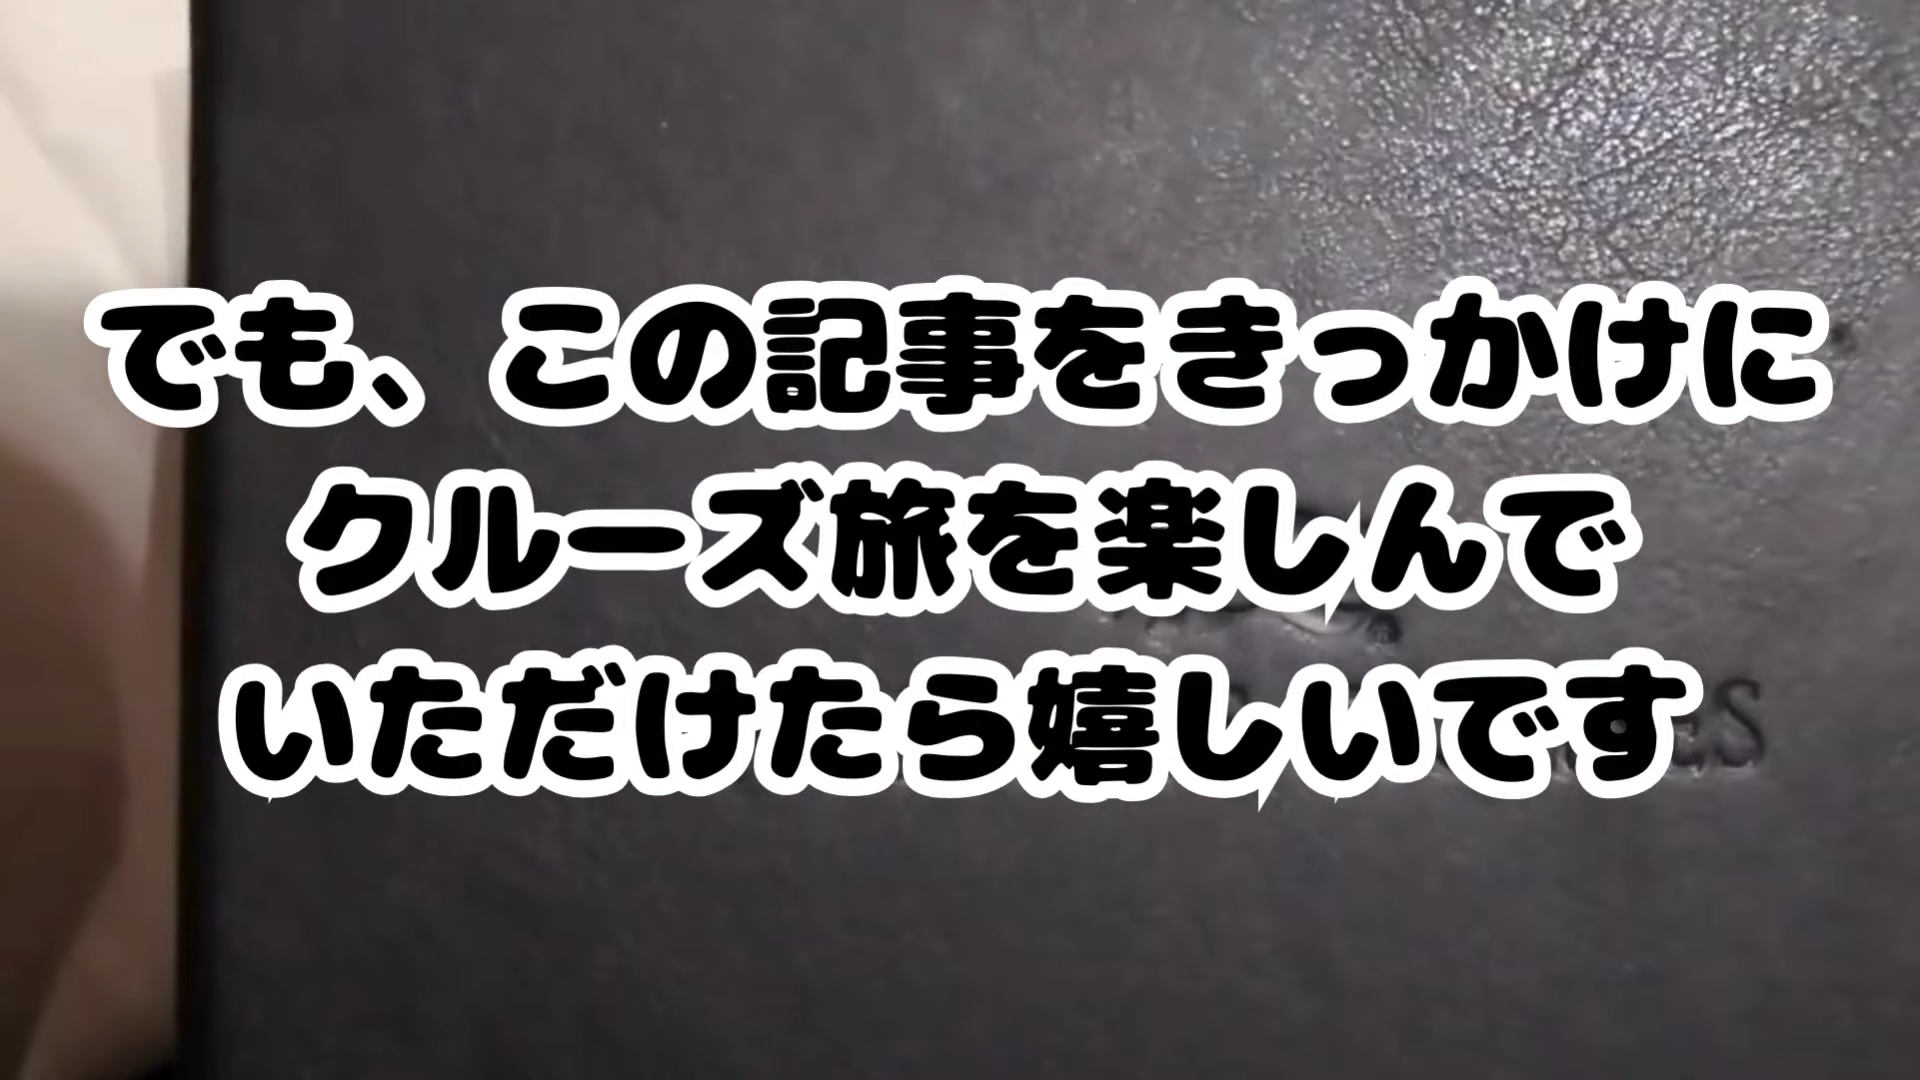 でも、この記事をきっかけに
クルーズ旅を楽しんで
いただけたら嬉しいです